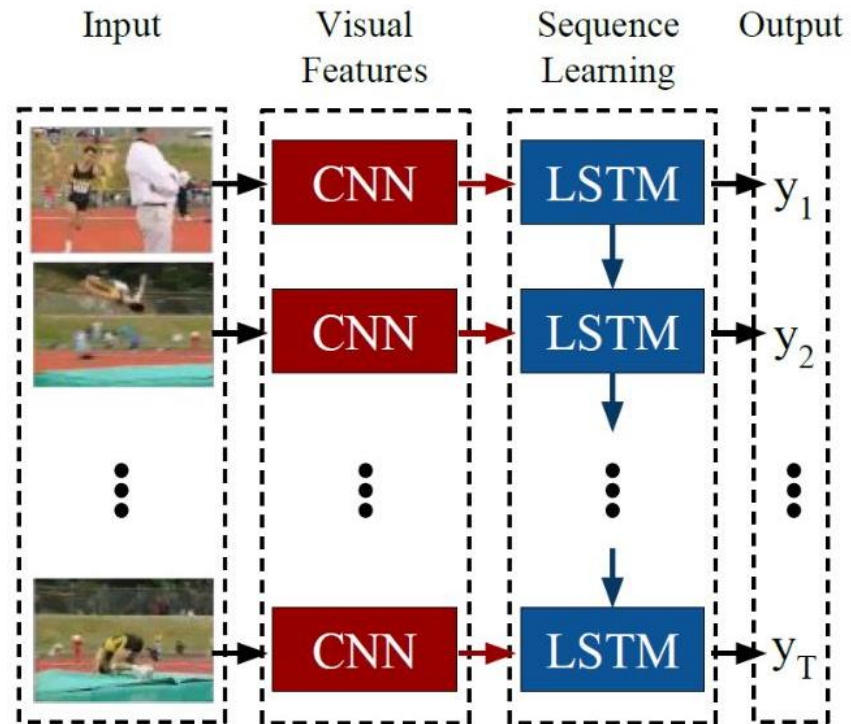 Input
Visual
Features
Sequence
Learning
Output
CNN
LSTM
y1
CNN
LSTM
y2
CNN
LSTM
yT